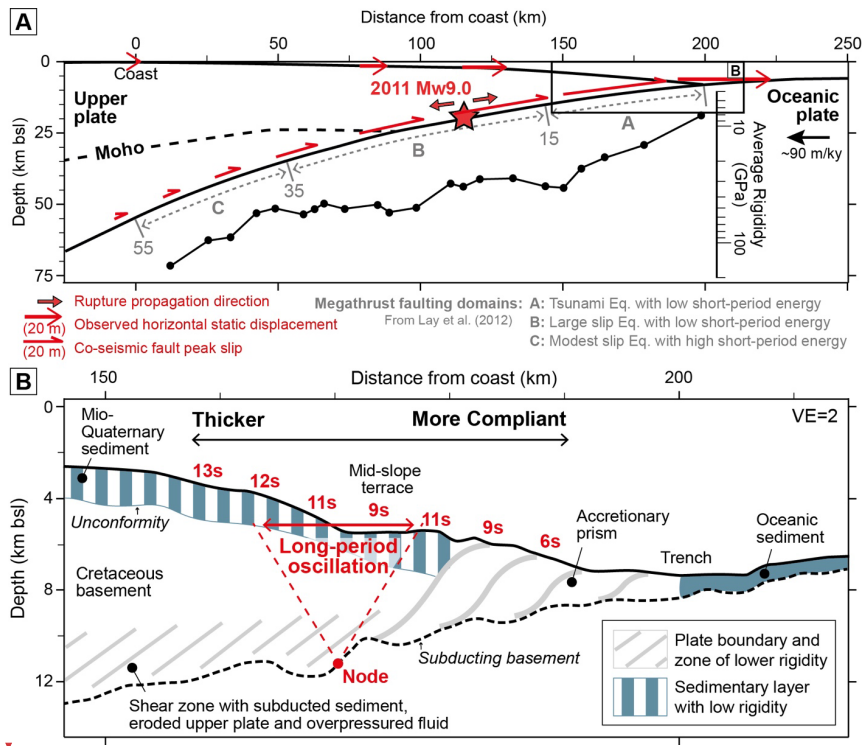 A
Distance from coast (km)
0 50 100 150 200 250
0
25
50
75
Depth (km bsl)
Coast
2011 Mw9.0
B
Upper
plate
Oceanic
plate
~90 m/ky
Moho
A
B
C
15
35
55
10
100
Average Rigididy
(GPa)
Rupture propagation direction
(20 m) Observed horizontal static displacement
(20 m) Co-seismic fault peak slip
Megathrust faulting domains: A: Tsunami Eq. with low short-period energy
From Lay et al. (2012) B: Large slip Eq. with low short-period energy
C: Modest slip Eq. with high short-period energy
B
150 Distance from coast (km) 200
0
4
8
12
Depth (km bsl)
Mio-
Quaternary
sediment
Thicker More Compliant
VE=2
13s
12s
11s
9s
11s
9s
6s
Mid-slope
terrace
Unconformity
Long-period
oscillation
Accretionary
prism
Trench
Oceanic
sediment
Cretaceous
basement
Subducting basement
Node
Shear zone with subducted sediment,
eroded upper plate and overpressured fluid
Plate boundary and
zone of lower rigidity
Sedimentary layer
with low rigidity